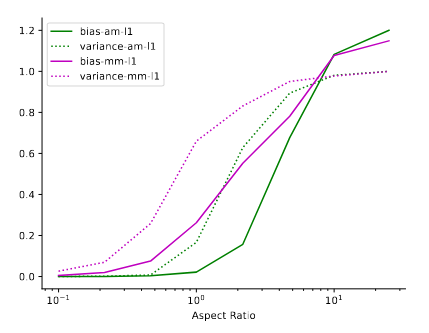 1.2
1.0
0.8
0.6
0.4
0.2
0.0
bias-am-l1
variance-am-l1
bias-mm-l1
variance-mm-l1
10⁻¹
10⁰
10¹
Aspect Ratio